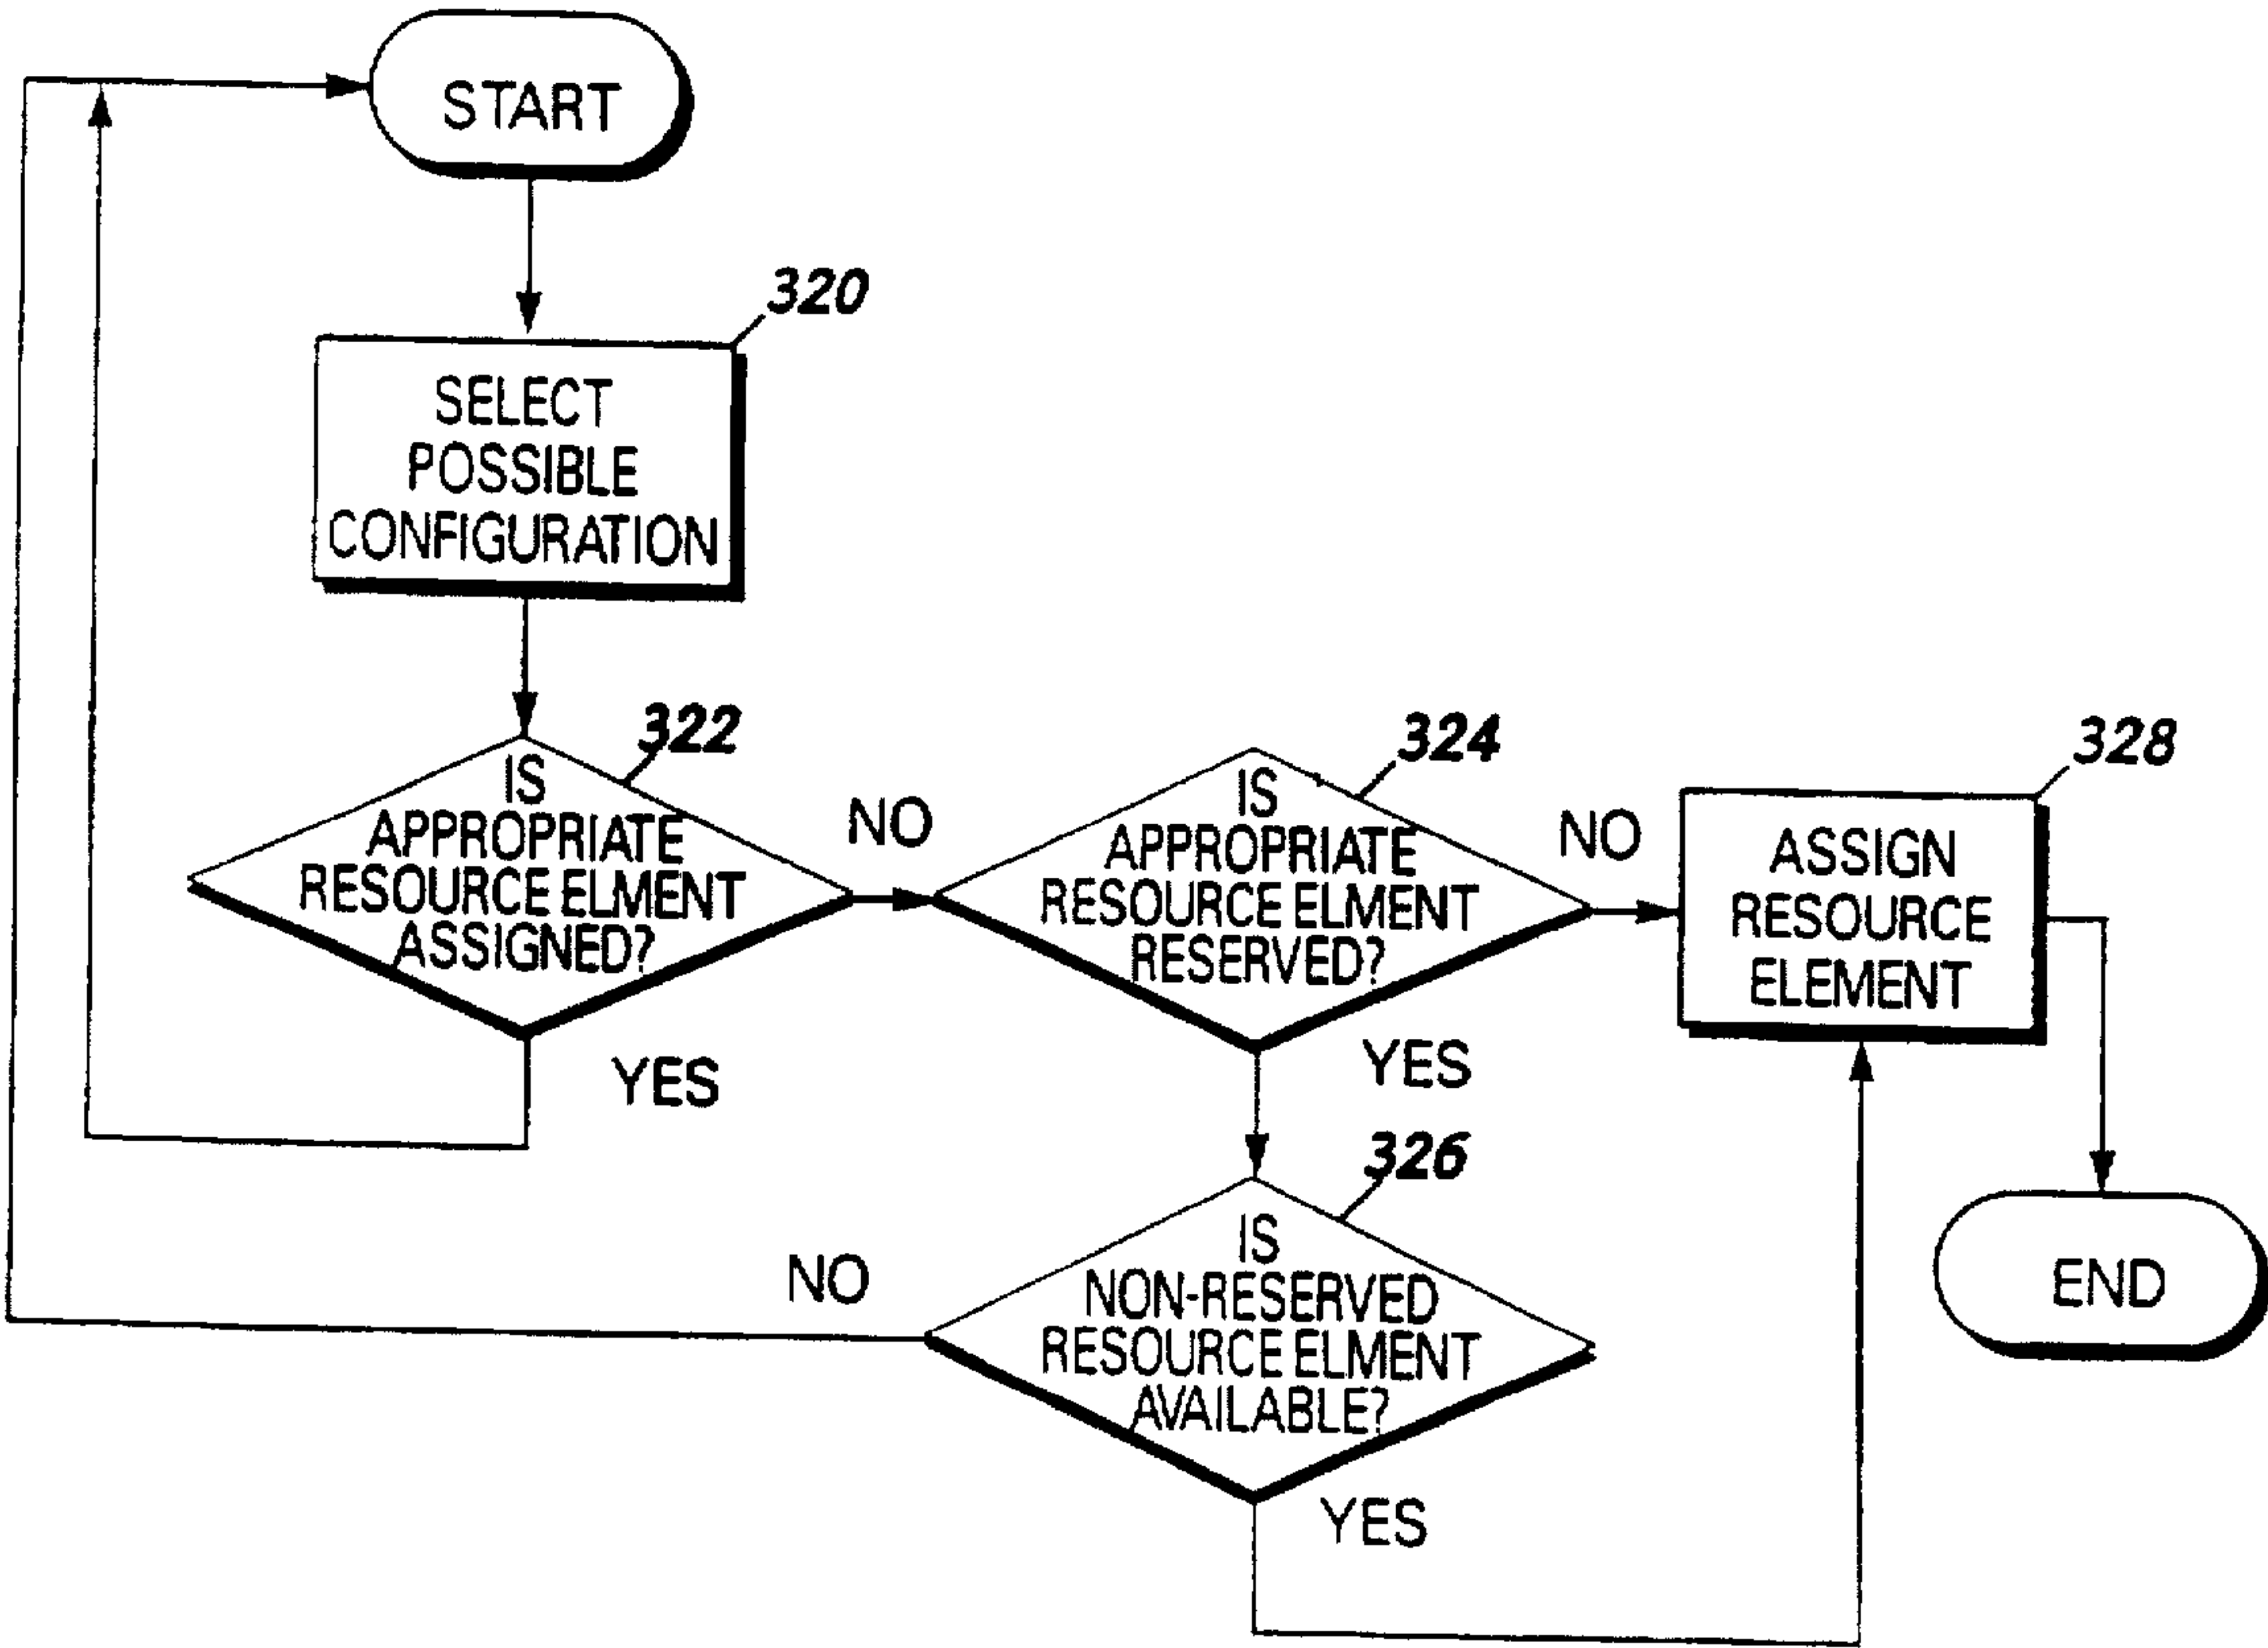 START
320
SELECT
POSSIBLE
CONFIGURATION
322
IS
APPROPRIATE
RESOURCE ELMENT
ASSIGNED?
NO
YES
324
IS
APPROPRIATE
RESOURCE ELMENT
RESERVED?
NO
YES
328
ASSIGN
RESOURCE
ELEMENT
326
IS
NON-RESERVED
RESOURCE ELMENT
AVAILABLE?
NO
YES
END